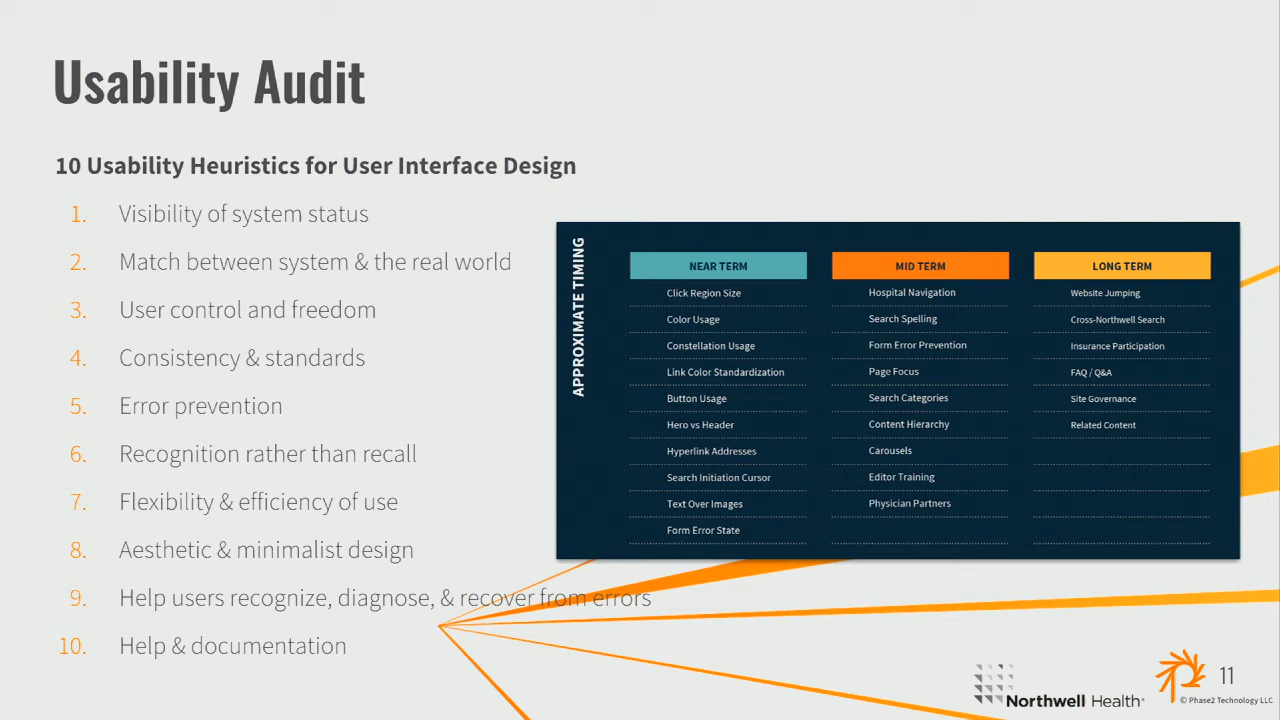 Usability Audit
10 Usability Heuristics for User Interface Design
1. Visibility of system status
2. Match between system & the real world
3. User control and freedom
4. Consistency & standards
5. Error prevention
6. Recognition rather than recall
7. Flexibility & efficiency of use
8. Aesthetic & minimalist design
9. Help users recognize, diagnose, & recover from errors
10. Help & documentation
APPROXIMATE TIMING
NEAR TERM
Click Region Size
Color Usage
Constellation Usage
Link Color Standardization
Button Usage
Hero vs Header
Hyperlink Addresses
Search Initiation Cursor
Text Over Images
Form Error State
MID TERM
Hospital Navigation
Search Spelling
Form Error Prevention
Page Focus
Search Categories
Content Hierarchy
Carousels
Editor Training
Physician Partners
LONG TERM
Website Jumping
Cross-Northwell Search
Insurance Participation
FAQ / Q&A
Site Governance
Related Content
Northwell Health
11
© Phase2 Technology LLC